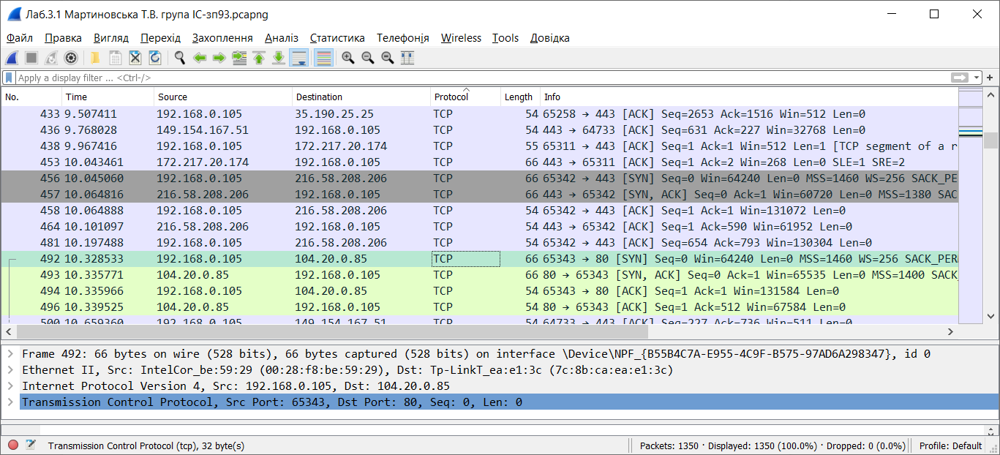 Лаб.3.1 Мартиновська Т.В. група ІС-зп93.pcapng
Файл Правка Вигляд Перехід Захоплення Аналіз Статистика Телефонія Wireless Tools Довідка
Apply a display filter ... <Ctrl-/>
No. Time Source Destination Protocol Length Info
433 9.507411 192.168.0.105 35.190.25.25 TCP 54 65258 → 443 [ACK] Seq=2653 Ack=1516 Win=512 Len=0
436 9.768028 149.154.167.51 192.168.0.105 TCP 54 443 → 64733 [ACK] Seq=631 Ack=227 Win=32768 Len=0
438 9.967416 192.168.0.105 172.217.20.174 TCP 55 65311 → 443 [ACK] Seq=1 Ack=1 Win=512 Len=1 [TCP segment of a r
453 10.043461 172.217.20.174 192.168.0.105 TCP 66 443 → 65311 [ACK] Seq=1 Ack=2 Win=268 Len=0 SLE=1 SRE=2
456 10.045060 192.168.0.105 216.58.208.206 TCP 66 65342 → 443 [SYN] Seq=0 Win=64240 Len=0 MSS=1460 WS=256 SACK_PE
457 10.064816 216.58.208.206 192.168.0.105 TCP 66 443 → 65342 [SYN, ACK] Seq=0 Ack=1 Win=60720 Len=0 MSS=1380 SAC
458 10.064888 192.168.0.105 216.58.208.206 TCP 54 65342 → 443 [ACK] Seq=1 Ack=1 Win=131072 Len=0
464 10.101097 216.58.208.206 192.168.0.105 TCP 54 443 → 65342 [ACK] Seq=1 Ack=590 Win=61952 Len=0
481 10.197488 192.168.0.105 216.58.208.206 TCP 54 65342 → 443 [ACK] Seq=654 Ack=793 Win=130304 Len=0
492 10.328533 192.168.0.105 104.20.0.85 TCP 66 65343 → 80 [SYN] Seq=0 Win=64240 Len=0 MSS=1460 WS=256 SACK_PER
493 10.335771 104.20.0.85 192.168.0.105 TCP 66 80 → 65343 [SYN, ACK] Seq=0 Ack=1 Win=65535 Len=0 MSS=1400 SACK
494 10.335966 192.168.0.105 104.20.0.85 TCP 54 65343 → 80 [ACK] Seq=1 Ack=1 Win=131584 Len=0
496 10.339525 104.20.0.85 192.168.0.105 TCP 54 80 → 65343 [ACK] Seq=1 Ack=512 Win=67584 Len=0
500 10.659360 192.168.0.105 149.154.167.51 TCP 54 64733 → 443 [ACK] Seq=227 Ack=736 Win=511 Len=0
Frame 492: 66 bytes on wire (528 bits), 66 bytes captured (528 bits) on interface \Device\NPF_{B55B4C7A-E955-4C9F-B575-97AD6A298347}, id 0
Ethernet II, Src: IntelCor_be:59:29 (00:28:f8:be:59:29), Dst: Tp-LinkT_ea:e1:3c (7c:8b:ca:ea:e1:3c)
Internet Protocol Version 4, Src: 192.168.0.105, Dst: 104.20.0.85
Transmission Control Protocol, Src Port: 65343, Dst Port: 80, Seq: 0, Len: 0
Transmission Control Protocol (tcp), 32 byte(s) Packets: 1350 · Displayed: 1350 (100.0%) · Dropped: 0 (0.0%) Profile: Default